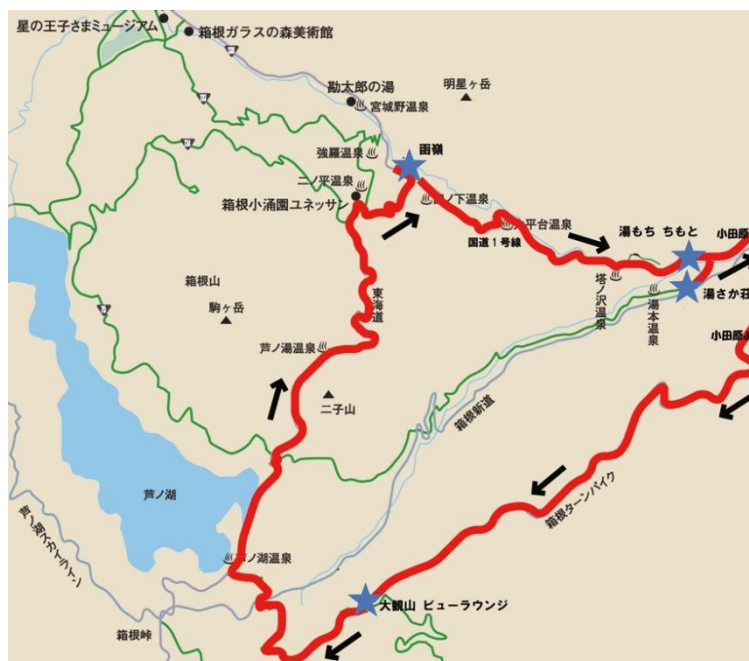 星の王子さまミュージアム
箱根ガラスの森美術館
勘太郎の湯
宮城野温泉
明星ヶ岳
函嶺
強羅温泉
二ノ平温泉
箱根小涌園ユネッサン
ノ下温泉
平台温泉
国道1号線
湯もち ちもと
小田原
塔ノ沢温泉
湯本温泉
湯さか荘
箱根山
駒ヶ岳
東海道
芦ノ湯温泉
二子山
小田原
箱根新道
芦ノ湖
箱根ターンパイク
芦ノ湖スカイライン
芦ノ湖温泉
大観山 ビューラウンジ
箱根峠